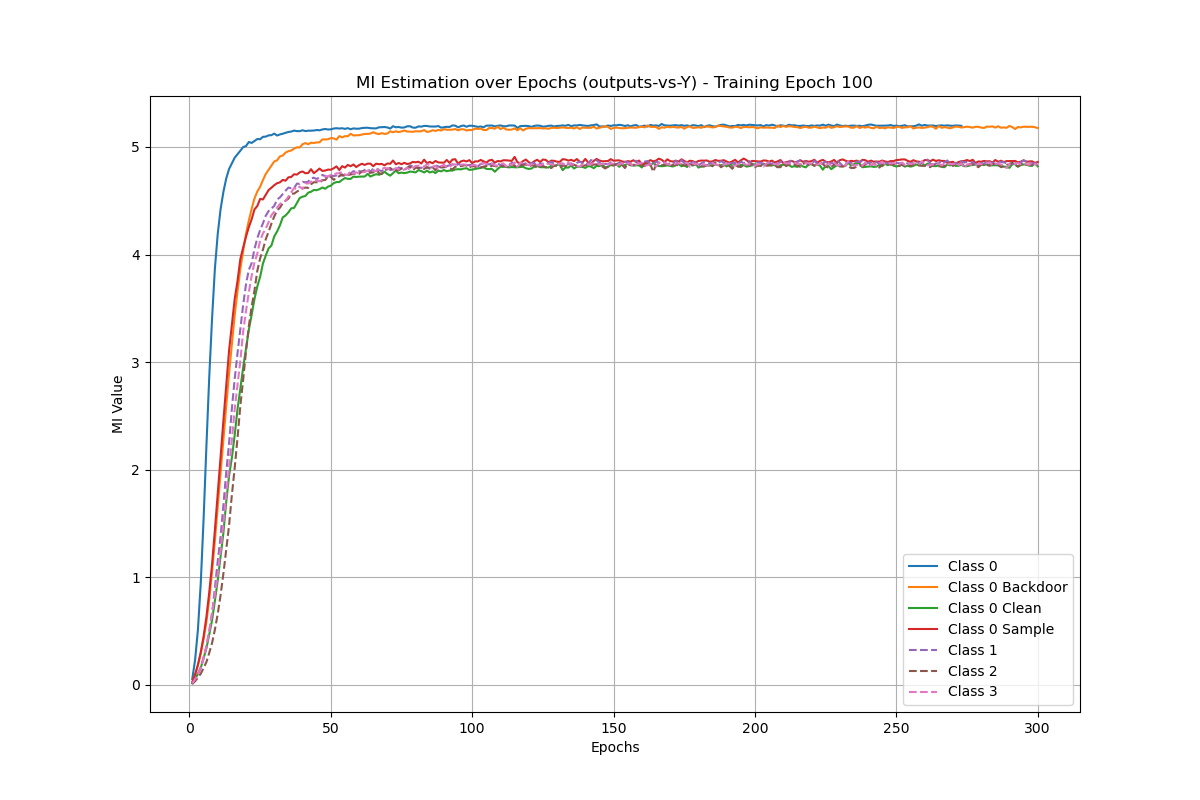 MI Estimation over Epochs (outputs-vs-Y) - Training Epoch 100
MI Value
5
4
3
2
1
0
0 50 100 150 200 250 300
Epochs
Class 0
Class 0 Backdoor
Class 0 Clean
Class 0 Sample
Class 1
Class 2
Class 3